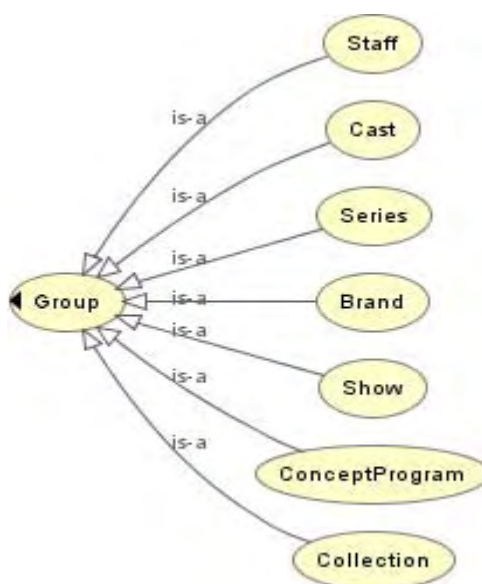 Staff
is-a
Cast
is-a
Series
is-a
Group
is-a
Brand
is-a
Show
is-a
ConceptProgram
is-a
Collection